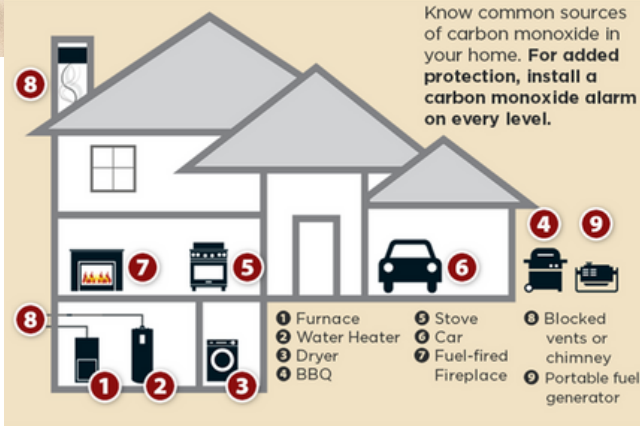 Know common sources
of carbon monoxide in
your home. For added
protection, install a
carbon monoxide alarm
on every level.
8
7
5
6
4
9
8
1
2
3
1 Furnace
2 Water Heater
3 Dryer
4 BBQ
5 Stove
6 Car
7 Fuel-fired
Fireplace
8 Blocked
vents or
chimney
9 Portable fuel
generator